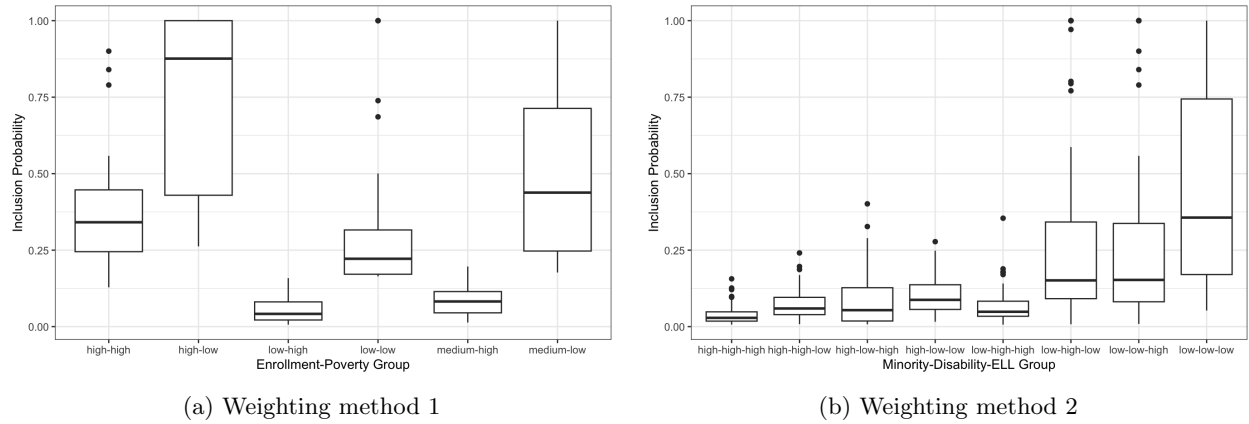 1.00
0.75
0.50
0.25
0.00
Inclusion Probability
high-high high-low low-high low-low medium-high medium-low
Enrollment-Poverty Group
(a) Weighting method 1
1.00
0.75
0.50
0.25
0.00
Inclusion Probability
high-high-high high-high-low high-low-high high-low-low low-high-high low-high-low low-low-high low-low-low
Minority-Disability-ELL Group
(b) Weighting method 2